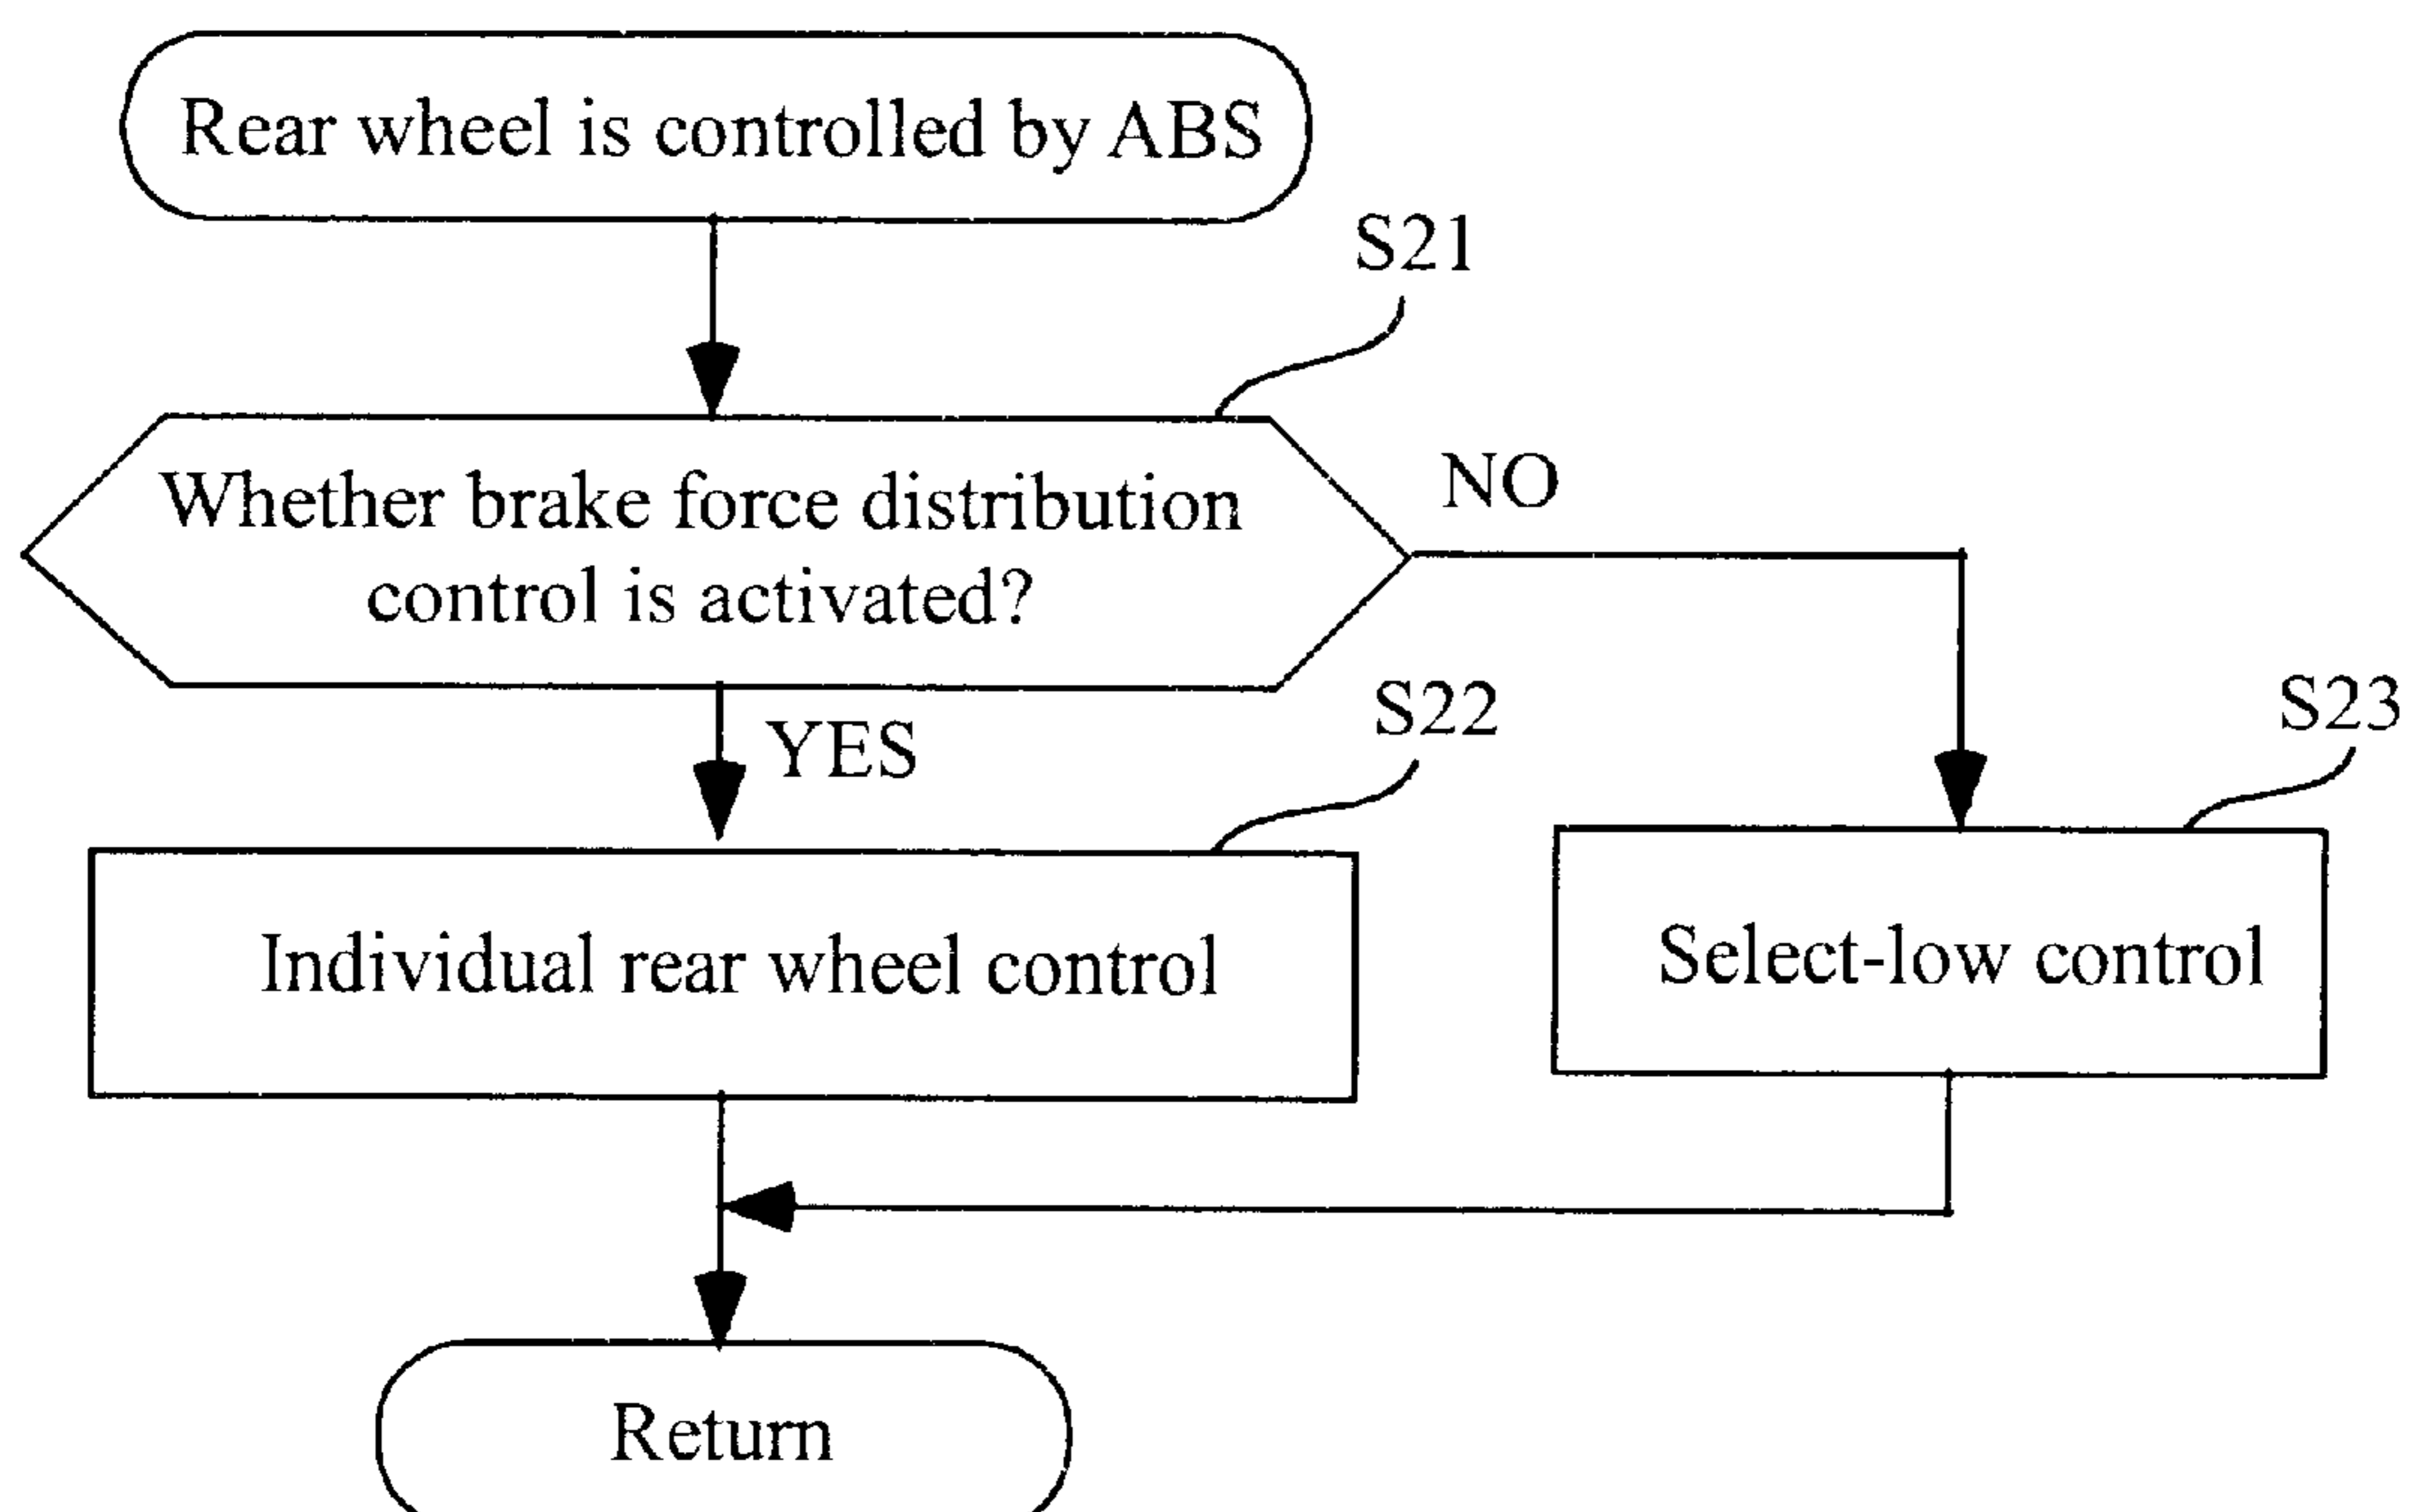 Rear wheel is controlled by ABS
S21
Whether brake force distribution
control is activated?
NO
YES
S22
S23
Individual rear wheel control
Select-low control
Return